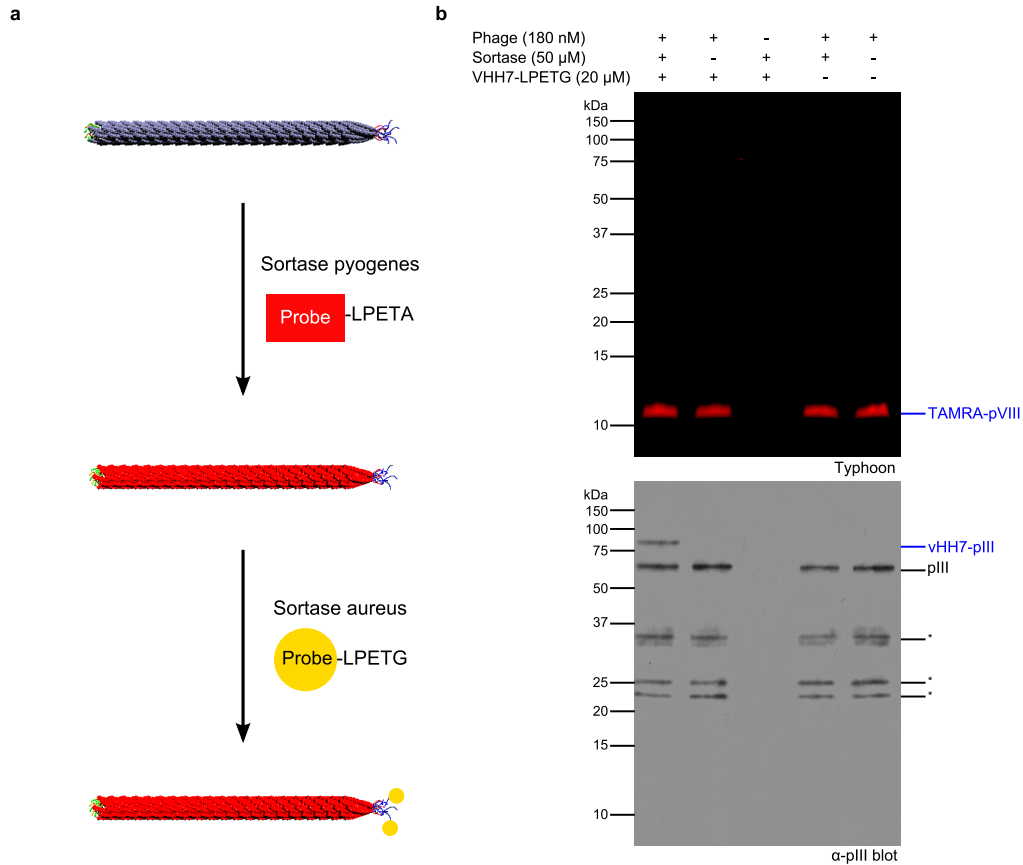 a
Sortase pyogenes
Probe -LPETA
Sortase aureus
Probe -LPETG
b
Phage (180 nM) + + - + +
Sortase (50 µM) + - + + -
VHH7-LPETG (20 µM) + + + - -
kDa
150
100
75
50
37
25
20
15
10
TAMRA-pVIII
Typhoon
kDa
150
100
75
50
37
25
20
15
10
vHH7-pIII
pIII
*
*
*
α-pIII blot